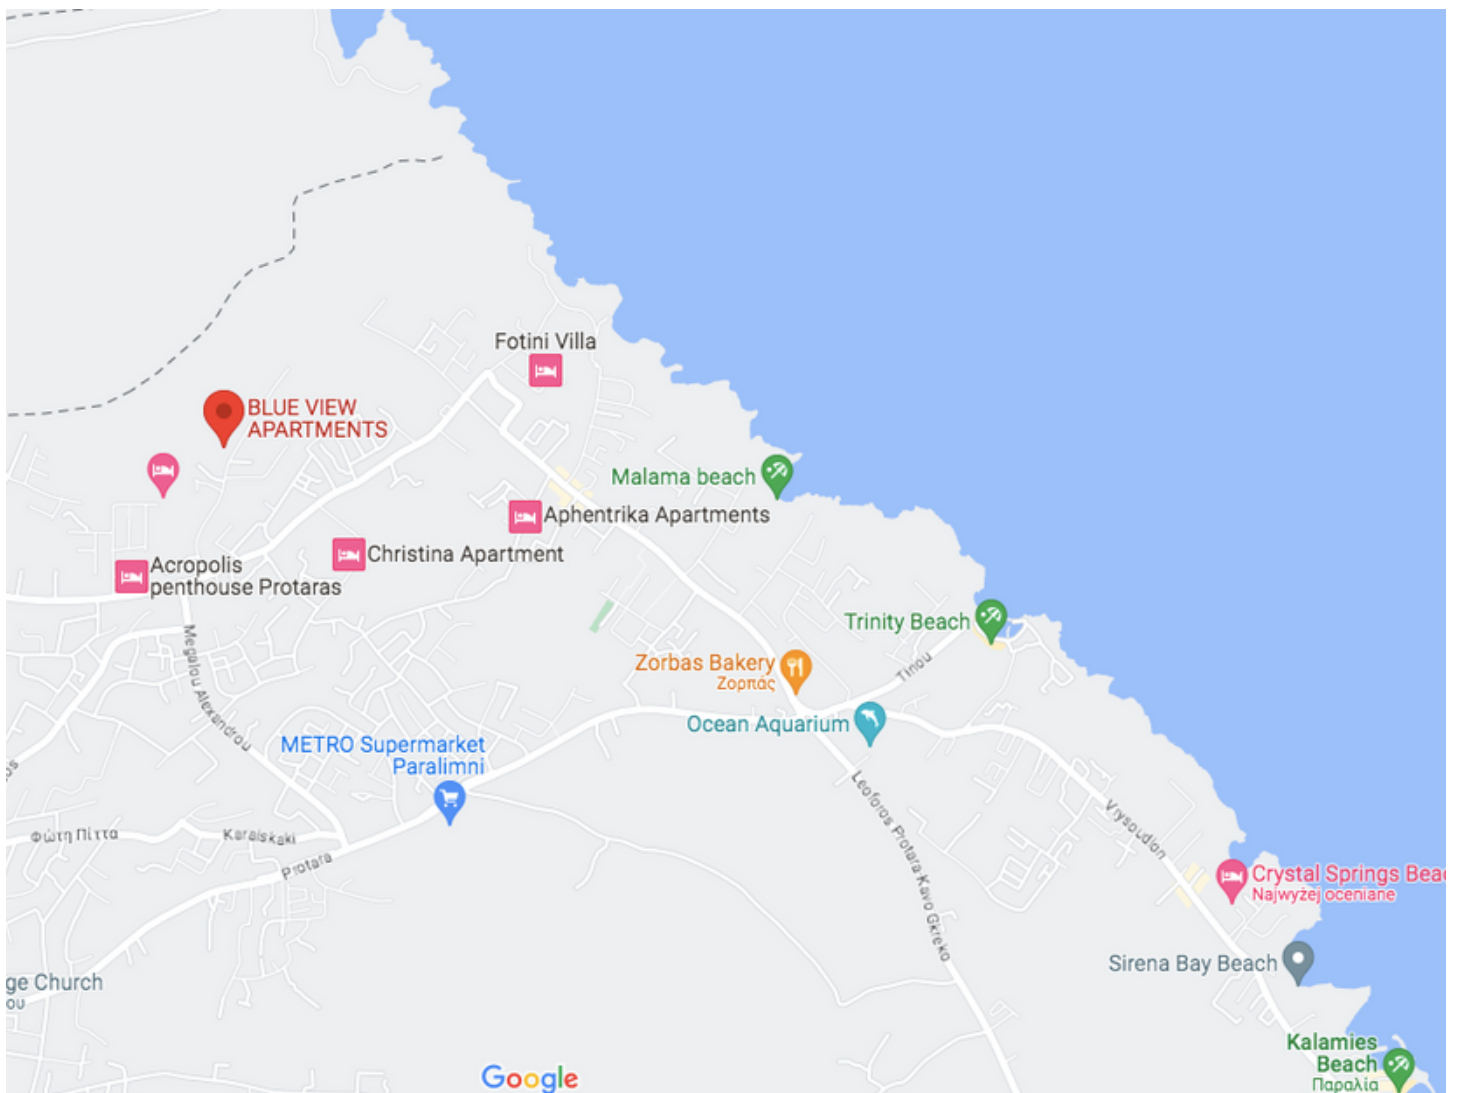 Fotini Villa
BLUE VIEW
APARTMENTS
Malama beach
Aphentrika Apartments
Christina Apartment
Acropolis
penthouse Protaras
Trinity Beach
Tinou
Zorbas Bakery
Ζορπάς
Megalou Alexandrou
Ocean Aquarium
METRO Supermarket
Paralimni
Leoforos Protara-Kavo Gkreko
Vrysoudion
Φώτη Πίττα
Karaiskaki
Protara
Crystal Springs Beac
Najwyżej oceniane
Sirena Bay Beach
ge Church
ου
Kalamies
Beach
Παραλία
Google